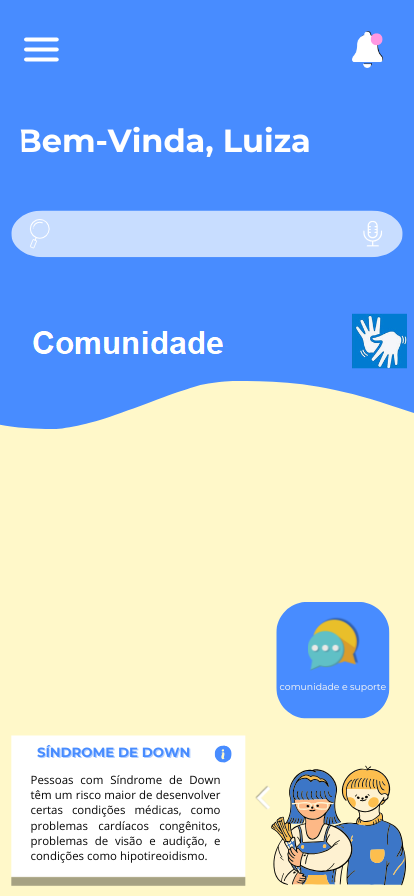 Bem-Vinda, Luiza
Comunidade
comunidade e suporte
SÍNDROME DE DOWN
Pessoas com Síndrome de Down
têm um risco maior de desenvolver
certas condições médicas, como
problemas cardíacos congênitos,
problemas de visão e audição, e
condições como hipotireoidismo.